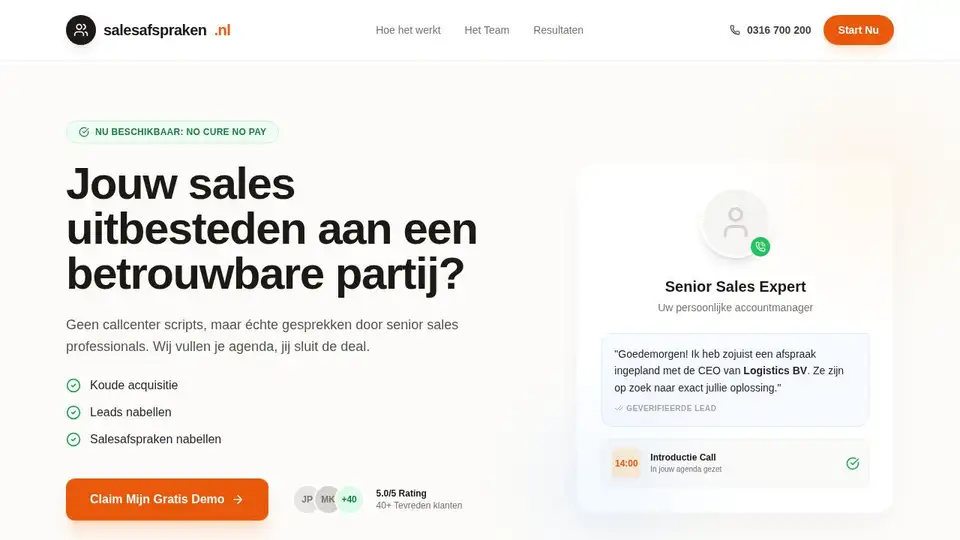 salesafspraken .nl
Hoe het werkt
Het Team
Resultaten
0316 700 200
Start Nu
NU BESCHIKBAAR: NO CURE NO PAY
Jouw sales
uitbesteden aan een
betrouwbare partij?
Geen callcenter scripts, maar échte gesprekken door senior sales
professionals. Wij vullen je agenda, jij sluit de deal.
Koude acquisitie
Leads nabellen
Salesafspraken nabellen
Claim Mijn Gratis Demo
JP
MK
+40
5.0/5 Rating
40+ Tevreden klanten
Senior Sales Expert
Uw persoonlijke accountmanager
"Goedemorgen! Ik heb zojuist een afspraak
ingepland met de CEO van Logistics BV. Ze zijn
op zoek naar exact jullie oplossing."
GEVERIFIEERDE LEAD
14:00
Introductie Call
In jouw agenda gezet